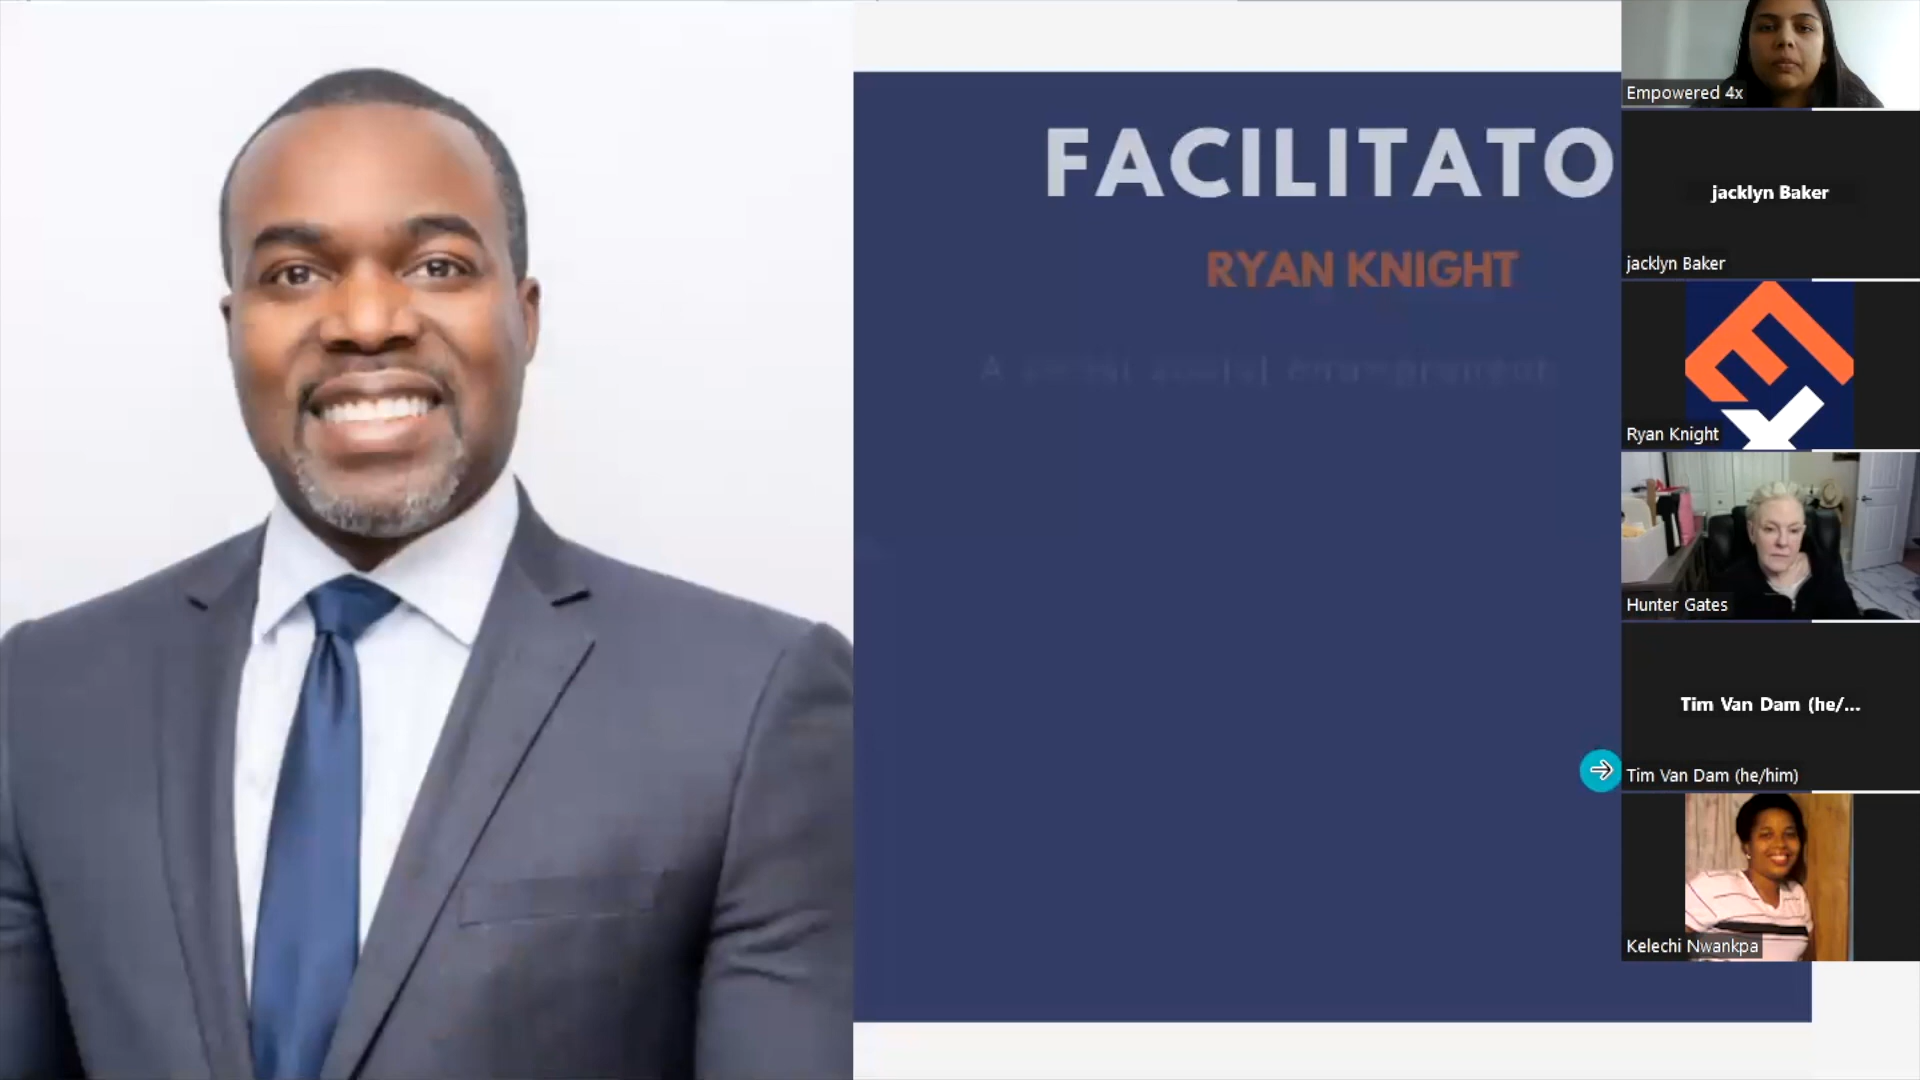 FACILITATO
RYAN KNIGHT
Empowered 4x
jacklyn Baker
jacklyn Baker
Ryan Knight
Hunter Gates
Tim Van Dam (he/...
Tim Van Dam (he/him)
Kelechi Nwankpa